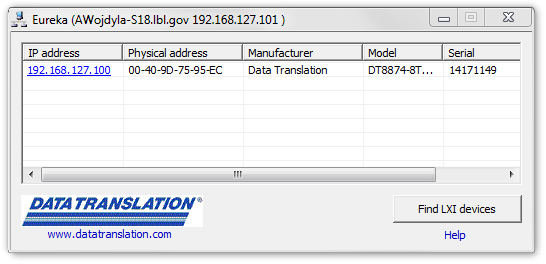 Eureka (AWojdyla-S18.lbl.gov 192.168.127.101 )
IP address Physical address Manufacturer Model Serial
192.168.127.100 00-40-9D-75-95-EC Data Translation DT8874-8T... 14171149
DATA TRANSLATION®
Find LXI devices
www.datatranslation.com
Help